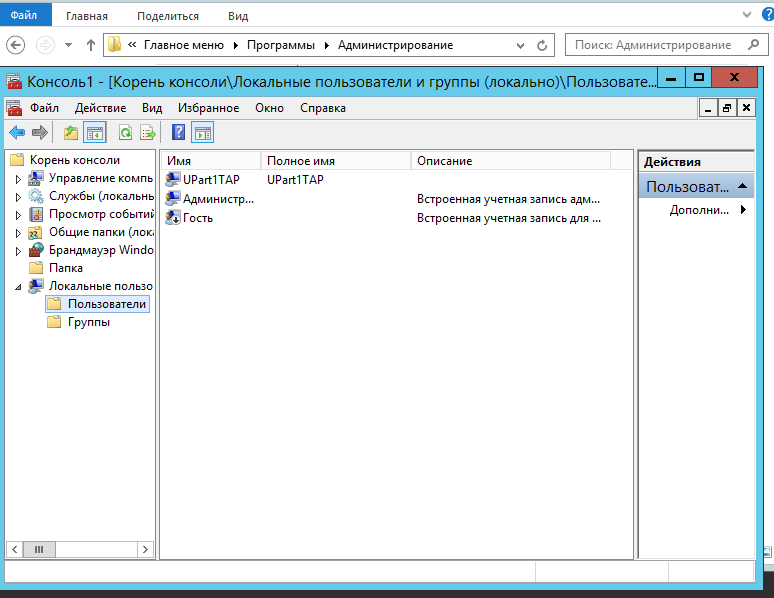 Файл Главная Поделиться Вид
« Главное меню Программы Администрирование Поиск: Администрирование
Консоль1 - [Корень консоли\Локальные пользователи и группы (локально)\Пользовате...
Файл Действие Вид Избранное Окно Справка
Корень консоли
Управление компь
Службы (локальнь
Просмотр событий
Общие папки (лока
Брандмауэр Windo
Папка
Локальные пользо
Пользователи
Группы
Имя Полное имя Описание
UPart1TAP UPart1TAP
Администр... Встроенная учетная запись адм...
Гость Встроенная учетная запись для ...
Действия
Пользоват...
Дополни...